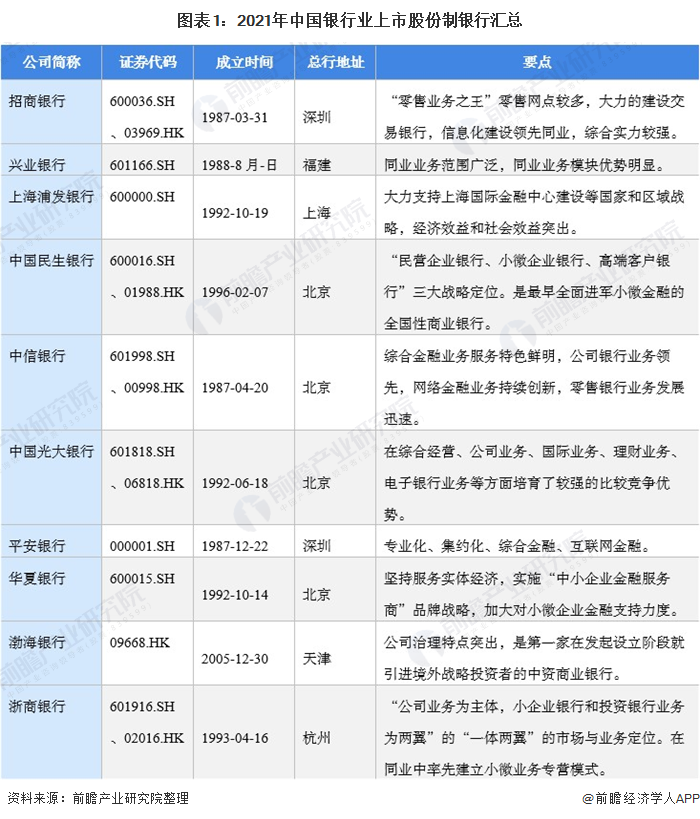 图表1：2021年中国银行业上市股份制银行汇总
公司简称 证券代码 成立时间 总行地址 要点
招商银行 600036.SH 、03969.HK 1987-03-31 深圳 “零售业务之王”零售网点较多，大力的建设交
易银行，信息化建设领先同业，综合实力较强。
兴业银行 601166.SH 1988-8月-日 福建 同业业务范围广泛，同业业务模块优势明显。
上海浦发银行 600000.SH 1992-10-19 上海 大力支持上海国际金融中心建设等国家和区域战
略，经济效益和社会效益突出。
中国民生银行 600016.SH 、01988.HK 1996-02-07 北京 “民营企业银行、小微企业银行、高端客户银
行”三大战略定位。是最早全面进军小微金融的
全国性商业银行。
中信银行 601998.SH 、00998.HK 1987-04-20 北京 综合金融业务服务特色鲜明，公司银行业务领
先，网络金融业务持续创新，零售银行业务发展
迅速。
中国光大银行 601818.SH 、06818.HK 1992-06-18 北京 在综合经营、公司业务、国际业务、理财业务、
电子银行业务等方面培育了较强的比较竞争优
势。
平安银行 000001.SH 1987-12-22 深圳 专业化、集约化、综合金融、互联网金融。
华夏银行 600015.SH 1992-10-14 北京 坚持服务实体经济，实施“中小企业金融服务
商”品牌战略，加大对小微企业金融支持力度。
渤海银行 09668.HK 2005-12-30 天津 公司治理特点突出，是第一家在发起设立阶段就
引进境外战略投资者的中资商业银行。
浙商银行 601916.SH 、02016.HK 1993-04-16 杭州 “公司业务为主体，小企业银行和投资银行业务
为两翼”的“一体两翼”的市场与业务定位。在
同业中率先建立小微业务专营模式。
资料来源：前瞻产业研究院整理 @前瞻经济学人APP
前瞻产业研究院